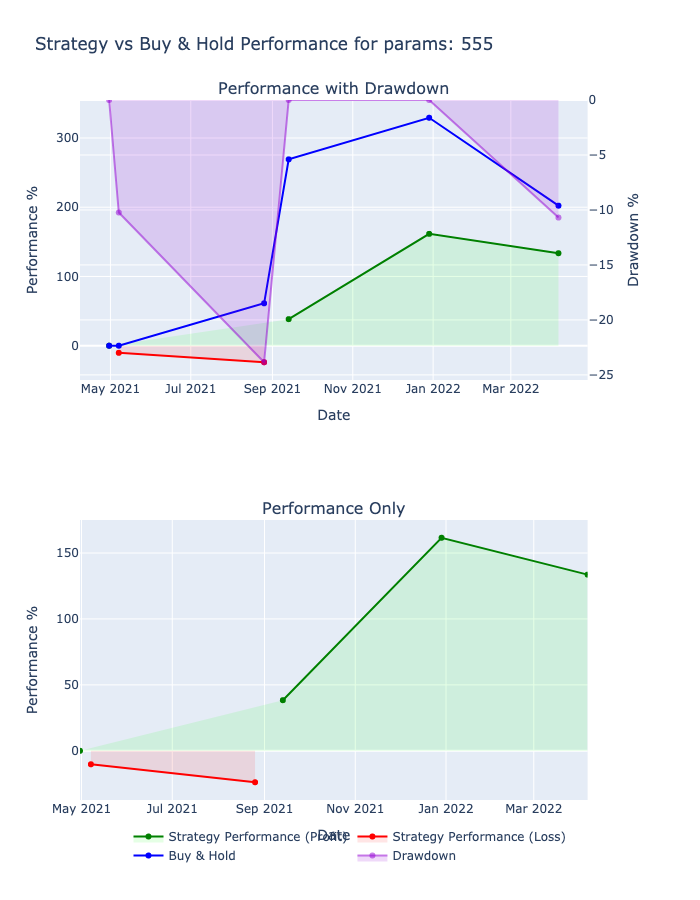 Strategy vs Buy & Hold Performance for params: 555
Performance with Drawdown
300
200
100
0
Performance %
0
−5
−10
−15
−20
−25
Drawdown %
May 2021 Jul 2021 Sep 2021 Nov 2021 Jan 2022 Mar 2022
Date
Performance Only
150
100
50
0
Performance %
May 2021 Jul 2021 Sep 2021 Nov 2021 Jan 2022 Mar 2022
Date
Strategy Performance (Profit) Strategy Performance (Loss)
Buy & Hold Drawdown